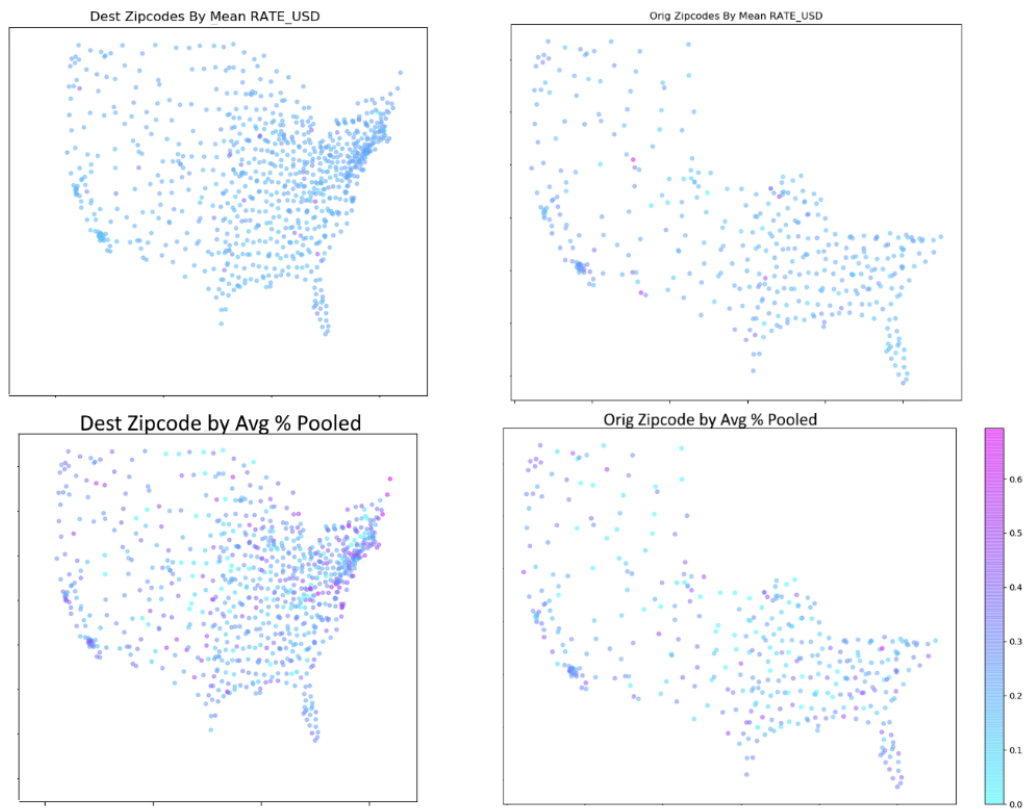 Dest Zipcodes By Mean RATE_USD
Orig Zipcodes By Mean RATE_USD
Dest Zipcode by Avg % Pooled
Orig Zipcode by Avg % Pooled
0.6
0.5
0.4
0.3
0.2
0.1
0.0